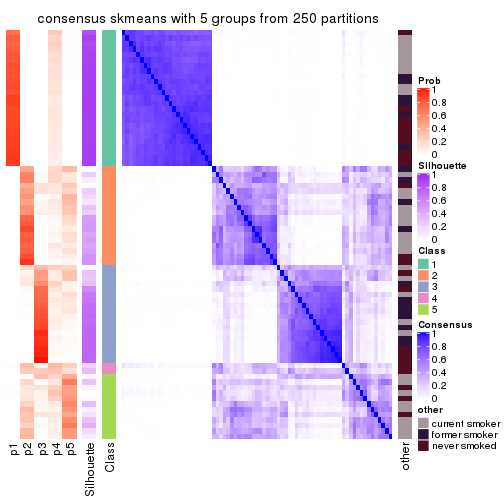 consensus skmeans with 5 groups from 250 partitions
Prob
1
0.8
0.6
0.4
0.2
0
Silhouette
1
0.8
0.6
0.4
0.2
0
Class
1
2
3
4
5
Consensus
1
0.8
0.6
0.4
0.2
0
other
current smoker
former smoker
never smoked
p1
p2
p3
p4
p5
Silhouette
Class
other